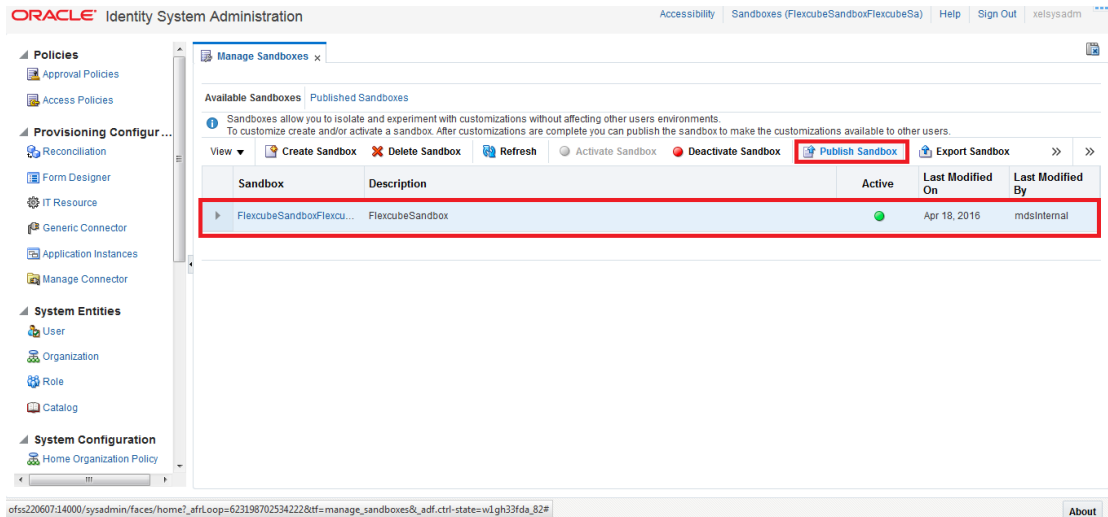 ORACLE® Identity System Administration
Accessibility Sandboxes (FlexcubeSandboxFlexcubeSa) Help Sign Out xelsysadm
Policies
Approval Policies
Access Policies
Provisioning Configur...
Reconciliation
Form Designer
IT Resource
Generic Connector
Application Instances
Manage Connector
System Entities
User
Organization
Role
Catalog
System Configuration
Home Organization Policy
Manage Sandboxes x
Available Sandboxes Published Sandboxes
Sandboxes allow you to isolate and experiment with customizations without affecting other users environments.
To customize create and/or activate a sandbox. After customizations are complete you can publish the sandbox to make the customizations available to other users.
View Create Sandbox Delete Sandbox Refresh Activate Sandbox Deactivate Sandbox Publish Sandbox Export Sandbox » »
Sandbox Description Active Last Modified On Last Modified By
FlexcubeSandboxFlexcu... FlexcubeSandbox Apr 18, 2016 mdsInternal
ofss220607:14000/sysadmin/faces/home?_afrLoop=6231987025342228&tf=manage_sandboxes&_adf.ctrl-state=w1gh33fda_82#
About